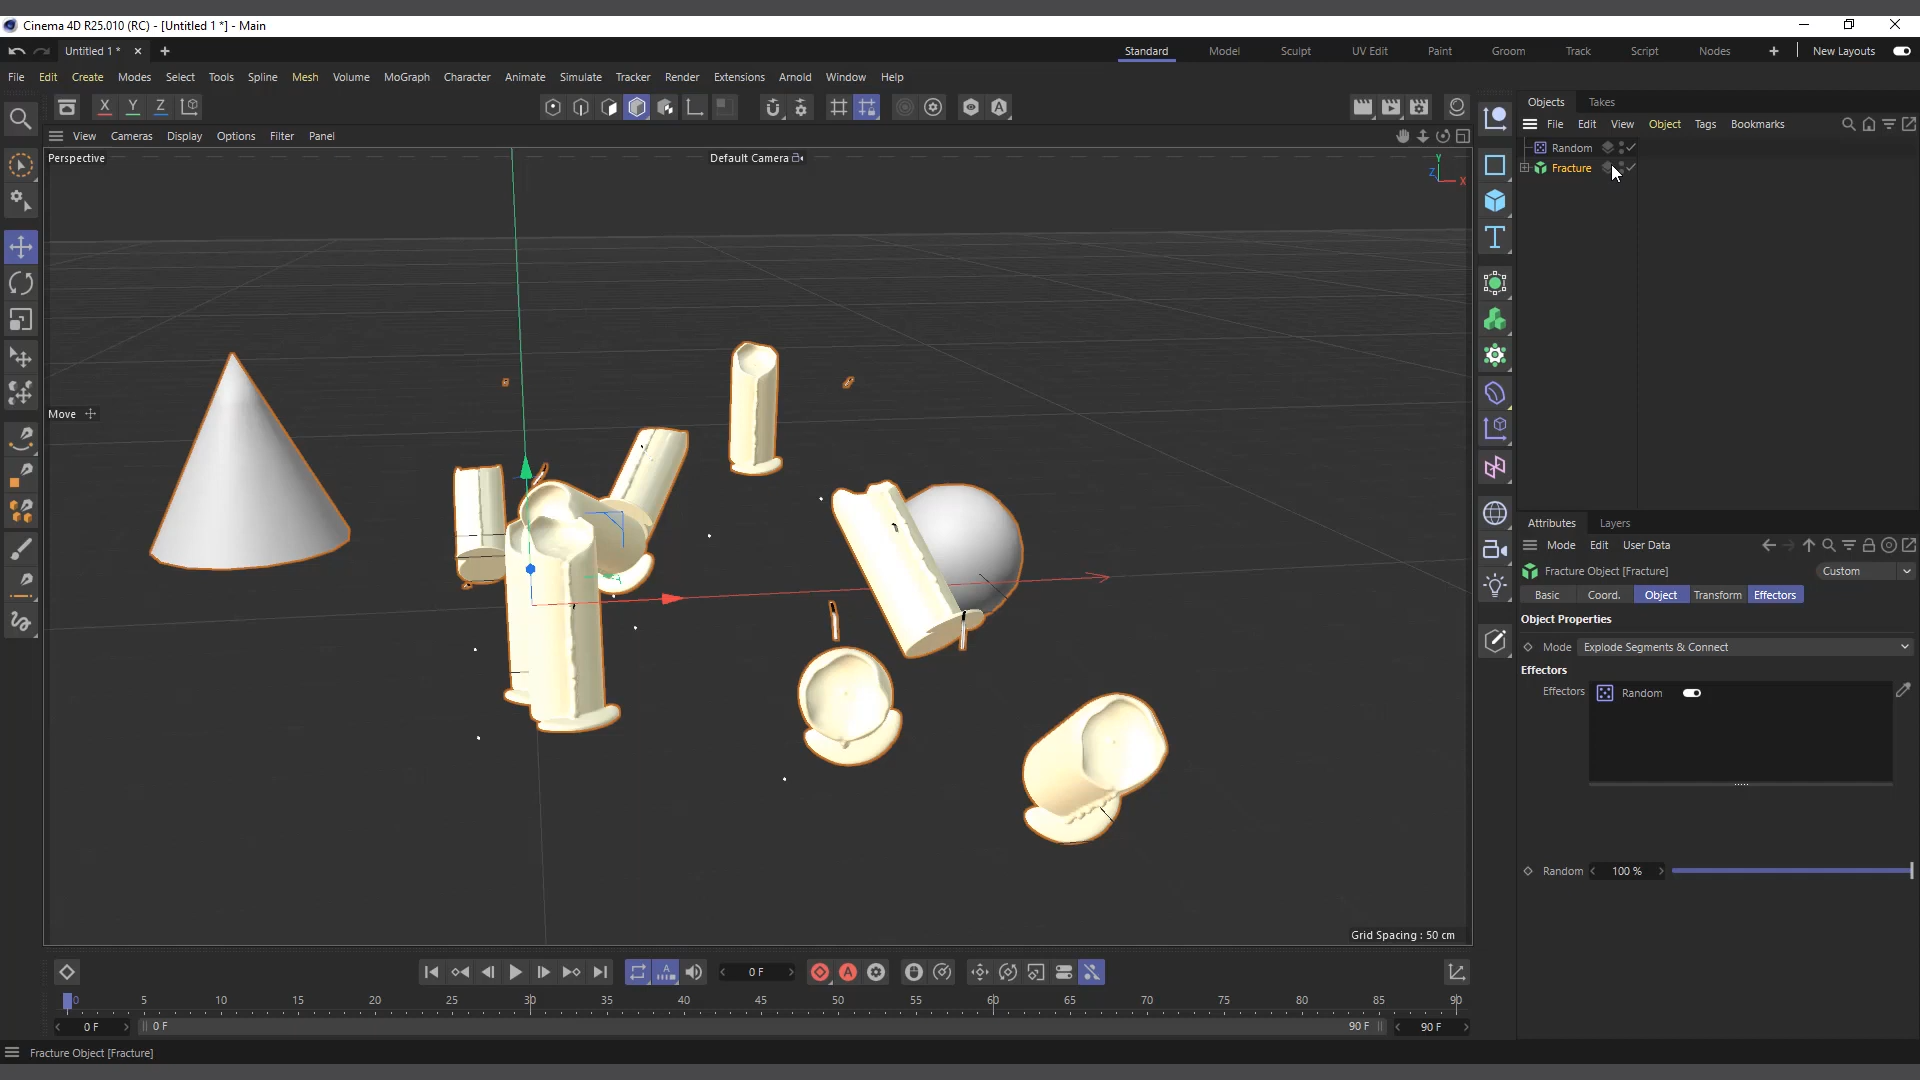 Cinema 4D R25.010 (RC) - [Untitled 1 *] - Main
Untitled 1 *
Standard Model Sculpt UV Edit Paint Groom Track Script Nodes New Layouts
File Edit Create Modes Select Tools Spline Mesh Volume MoGraph Character Animate Simulate Tracker Render Extensions Arnold Window Help
X Y Z
Objects Takes
File Edit View Object Tags Bookmarks
View Cameras Display Options Filter Panel
Perspective
Default Camera
Y
Z
X
Random
Fracture
Move
Attributes Layers
Mode Edit User Data
Fracture Object [Fracture]
Custom
Basic Coord. Object Transform Effectors
Object Properties
Mode Explode Segments & Connect
Effectors
Effectors Random
Random 100 %
Grid Spacing : 50 cm
0 F
0 5 10 15 20 25 30 35 40 45 50 55 60 65 70 75 80 85 90
0 F 0 F 90 F 90 F
Fracture Object [Fracture]